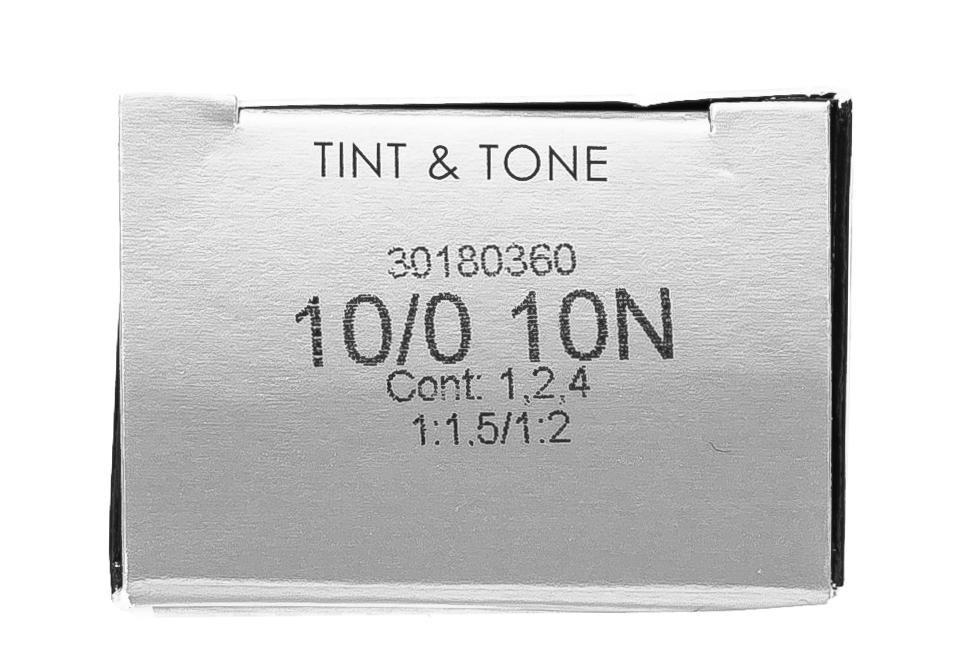 TINT & TONE
30180360
10/0 10N
Cont: 1,2,4
1:1.5/1:2